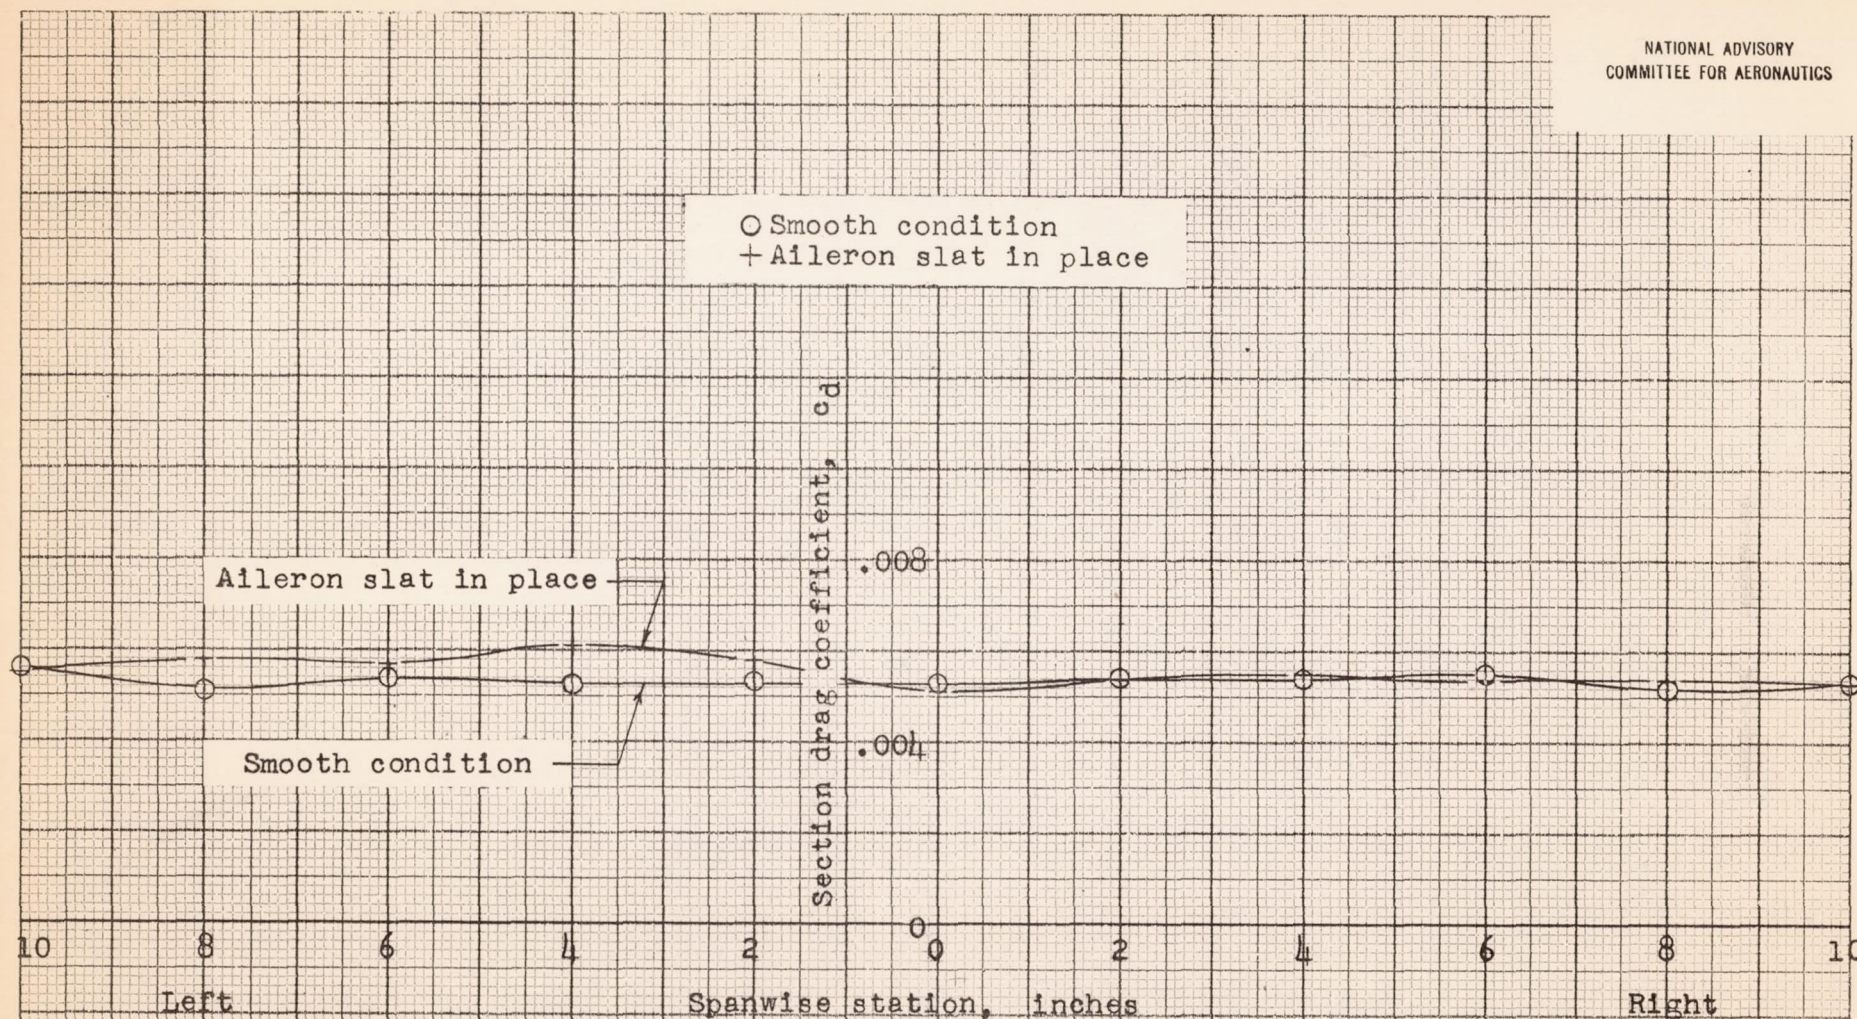 NATIONAL ADVISORY
COMMITTEE FOR AERONAUTICS
O Smooth condition
+ Aileron slat in place
Section drag coefficient, cd
.008
Aileron slat in place
.004
Smooth condition
0
10 8 6 4 2 0 2 4 6 8 10
Left Spanwise station, inches Right